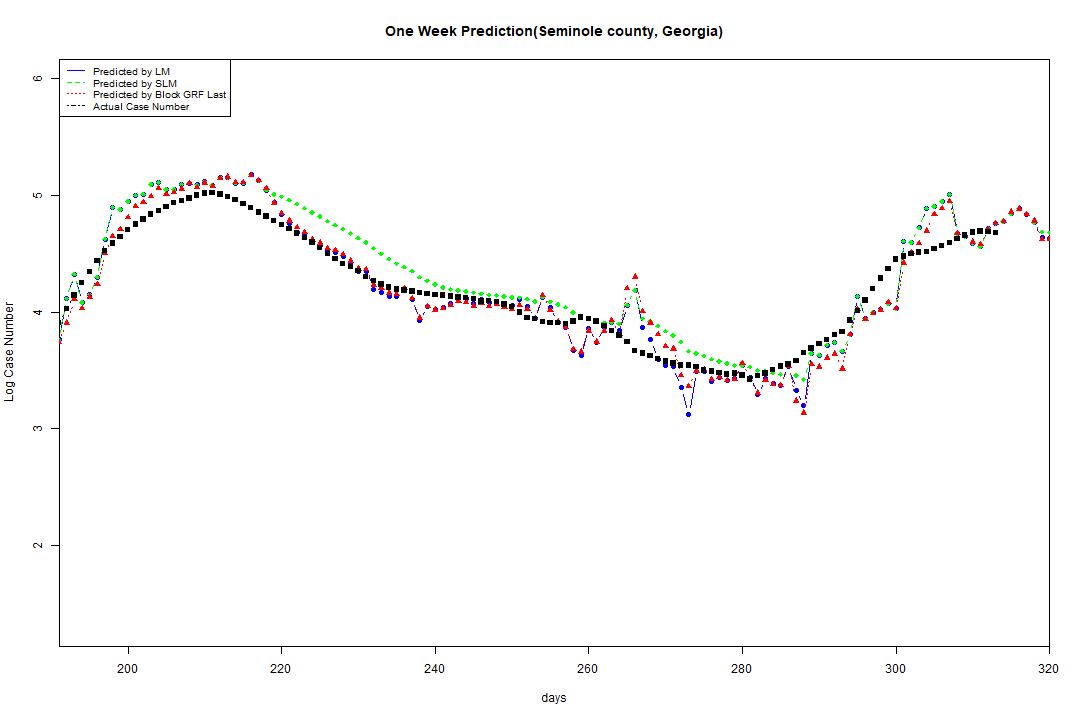 One Week Prediction(Seminole county, Georgia)
Predicted by LM
Predicted by SLM
Predicted by Block GRF Last
Actual Case Number
6
5
4
3
2
Log Case Number
200 220 240 260 280 300 320
days